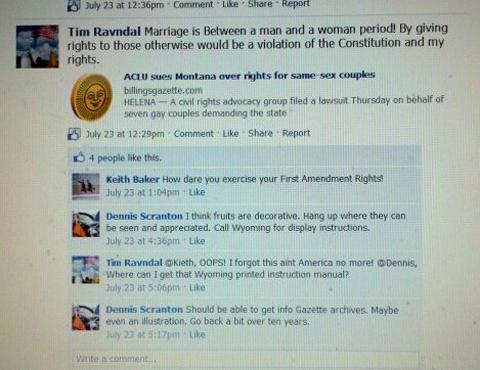 July 23 at 12:36pm · Comment · Like · Share · Report
Tim Ravndal Marriage is Between a man and a woman period! By giving
rights to those otherwise would be a violation of the Constitution and my
rights.
ACLU sues Montana over rights for same-sex couples
billingsgazette.com
HELENA — A civil rights advocacy group filed a lawsuit Thursday on behalf of
seven gay couples demanding the state
July 23 at 12:29pm · Comment · Like · Share · Report
4 people like this.
Keith Baker How dare you exercise your First Amendment Rights!
July 23 at 1:04pm · Like
Dennis Scranton I think fruits are decorative. Hang up where they can
be seen and appreciated. Call Wyoming for display instructions.
July 23 at 4:36pm · Like
Tim Ravndal @Kieth, OOPS! I forgot this aint America no more! @Dennis,
Where can I get that Wyoming printed instruction manual?
July 23 at 5:06pm · Like
Dennis Scranton Should be able to get info Gazette archives. Maybe
even an illustration. Go back a bit over ten years.
July 23 at 5:17pm · Like
Write a comment...